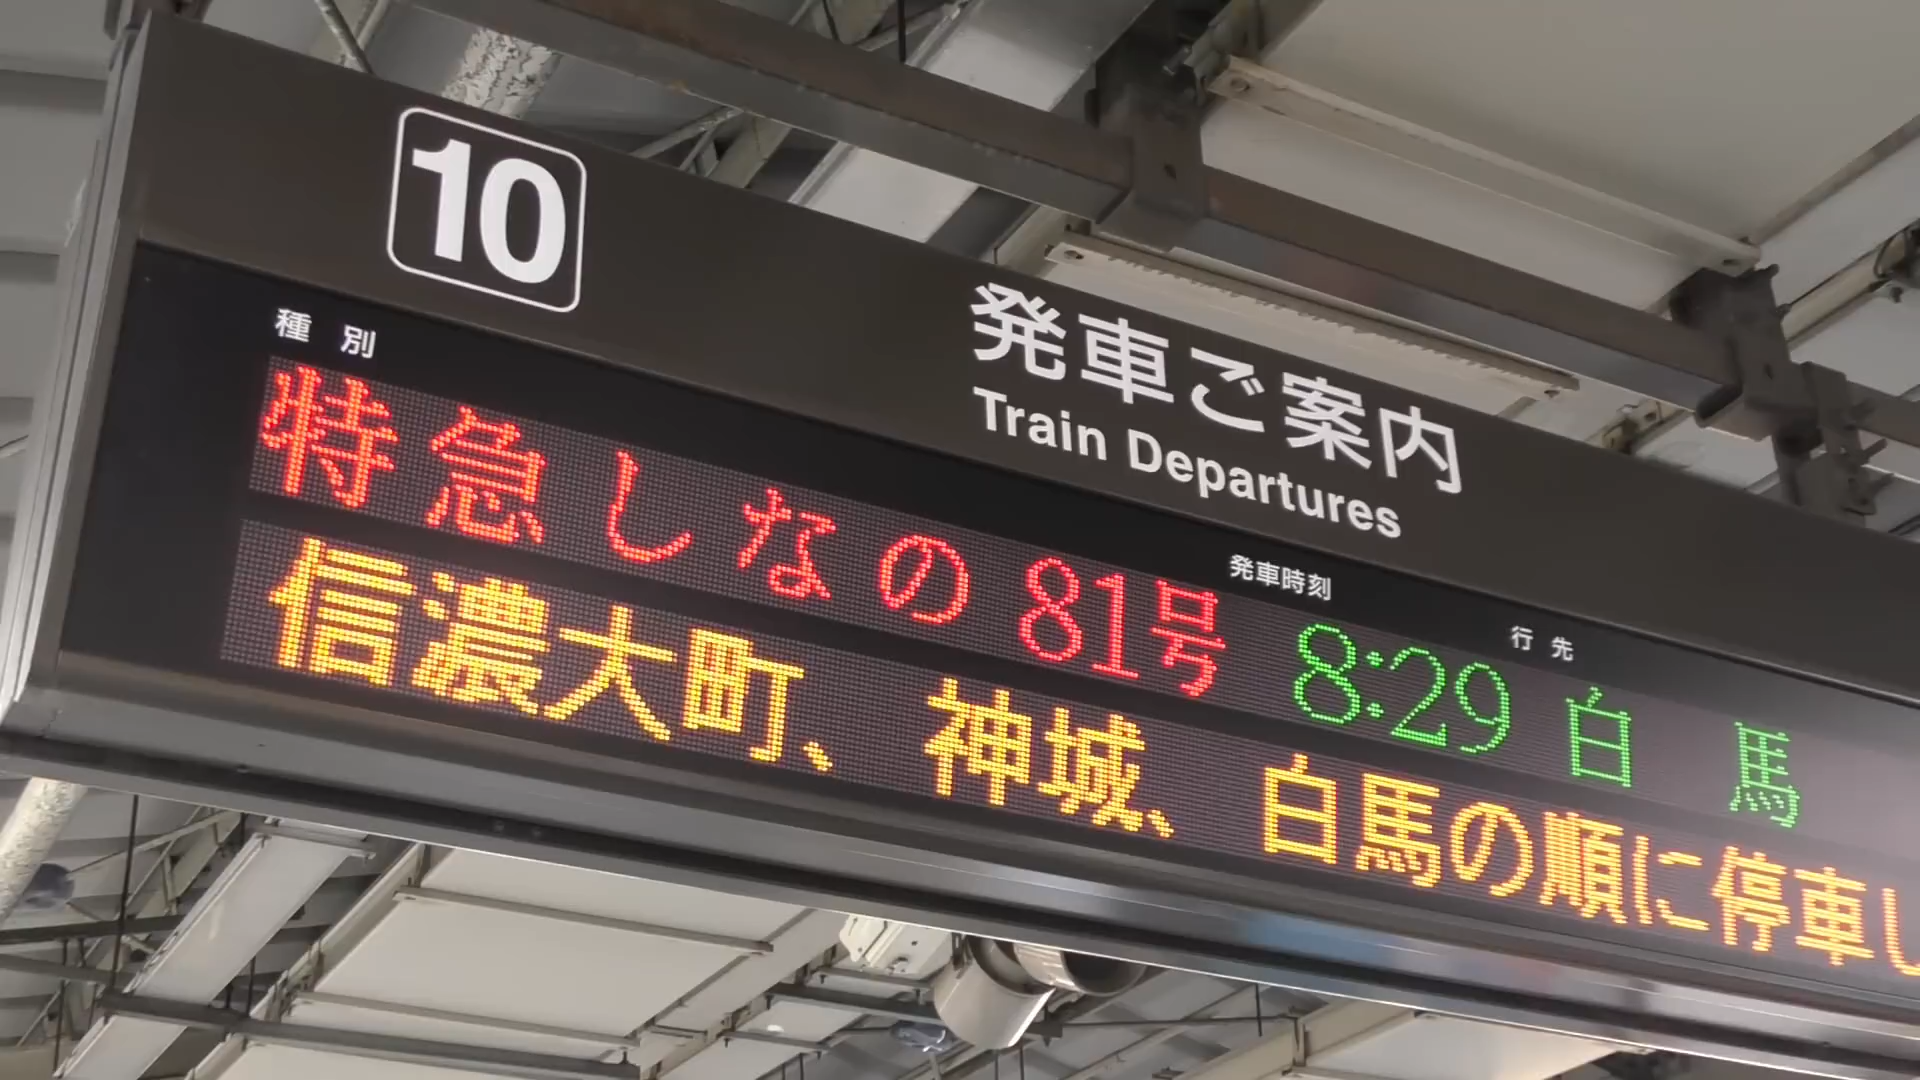 10
発車ご案内
Train Departures
種別 発車時刻 行先
特急しなの81号 8:29 白馬
信濃大町、神城、白馬の順に停車し